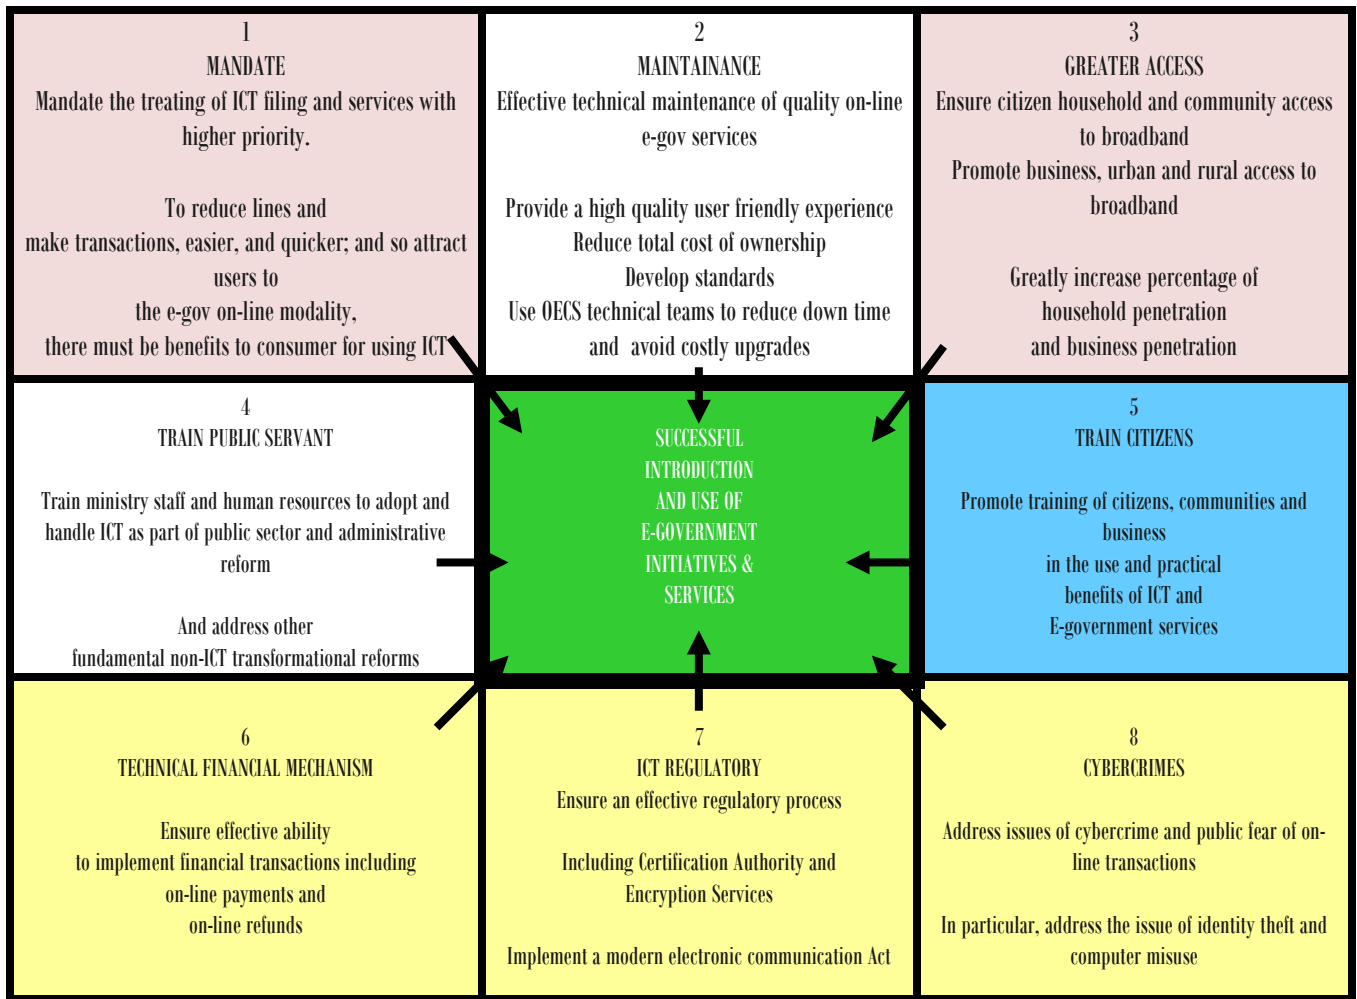 1
MANDATE
Mandate the treating of ICT filing and services with
higher priority.
To reduce lines and
make transactions, easier, and quicker; and so attract
users to
the e-gov on-line modality,
there must be benefits to consumer for using ICT
2
MAINTAINANCE
Effective technical maintenance of quality on-line
e-gov services
Provide a high quality user friendly experience
Reduce total cost of ownership
Develop standards
Use OECS technical teams to reduce down time
and avoid costly upgrades
3
GREATER ACCESS
Ensure citizen household and community access
to broadband
Promote business, urban and rural access to
broadband
Greatly increase percentage of
household penetration
and business penetration
4
TRAIN PUBLIC SERVANT
Train ministry staff and human resources to adopt and
handle ICT as part of public sector and administrative
reform
And address other
fundamental non-ICT transformational reforms
SUCCESSFUL
INTRODUCTION
AND USE OF
E-GOVERNMENT
INITIATIVES &
SERVICES
5
TRAIN CITIZENS
Promote training of citizens, communities and
business
in the use and practical
benefits of ICT and
E-government services
6
TECHNICAL FINANCIAL MECHANISM
Ensure effective ability
to implement financial transactions including
on-line payments and
on-line refunds
7
ICT REGULATORY
Ensure an effective regulatory process
Including Certification Authority and
Encryption Services
Implement a modern electronic communication Act
8
CYBERCRIMES
Address issues of cybercrime and public fear of on-
line transactions
In particular, address the issue of identity theft and
computer misuse